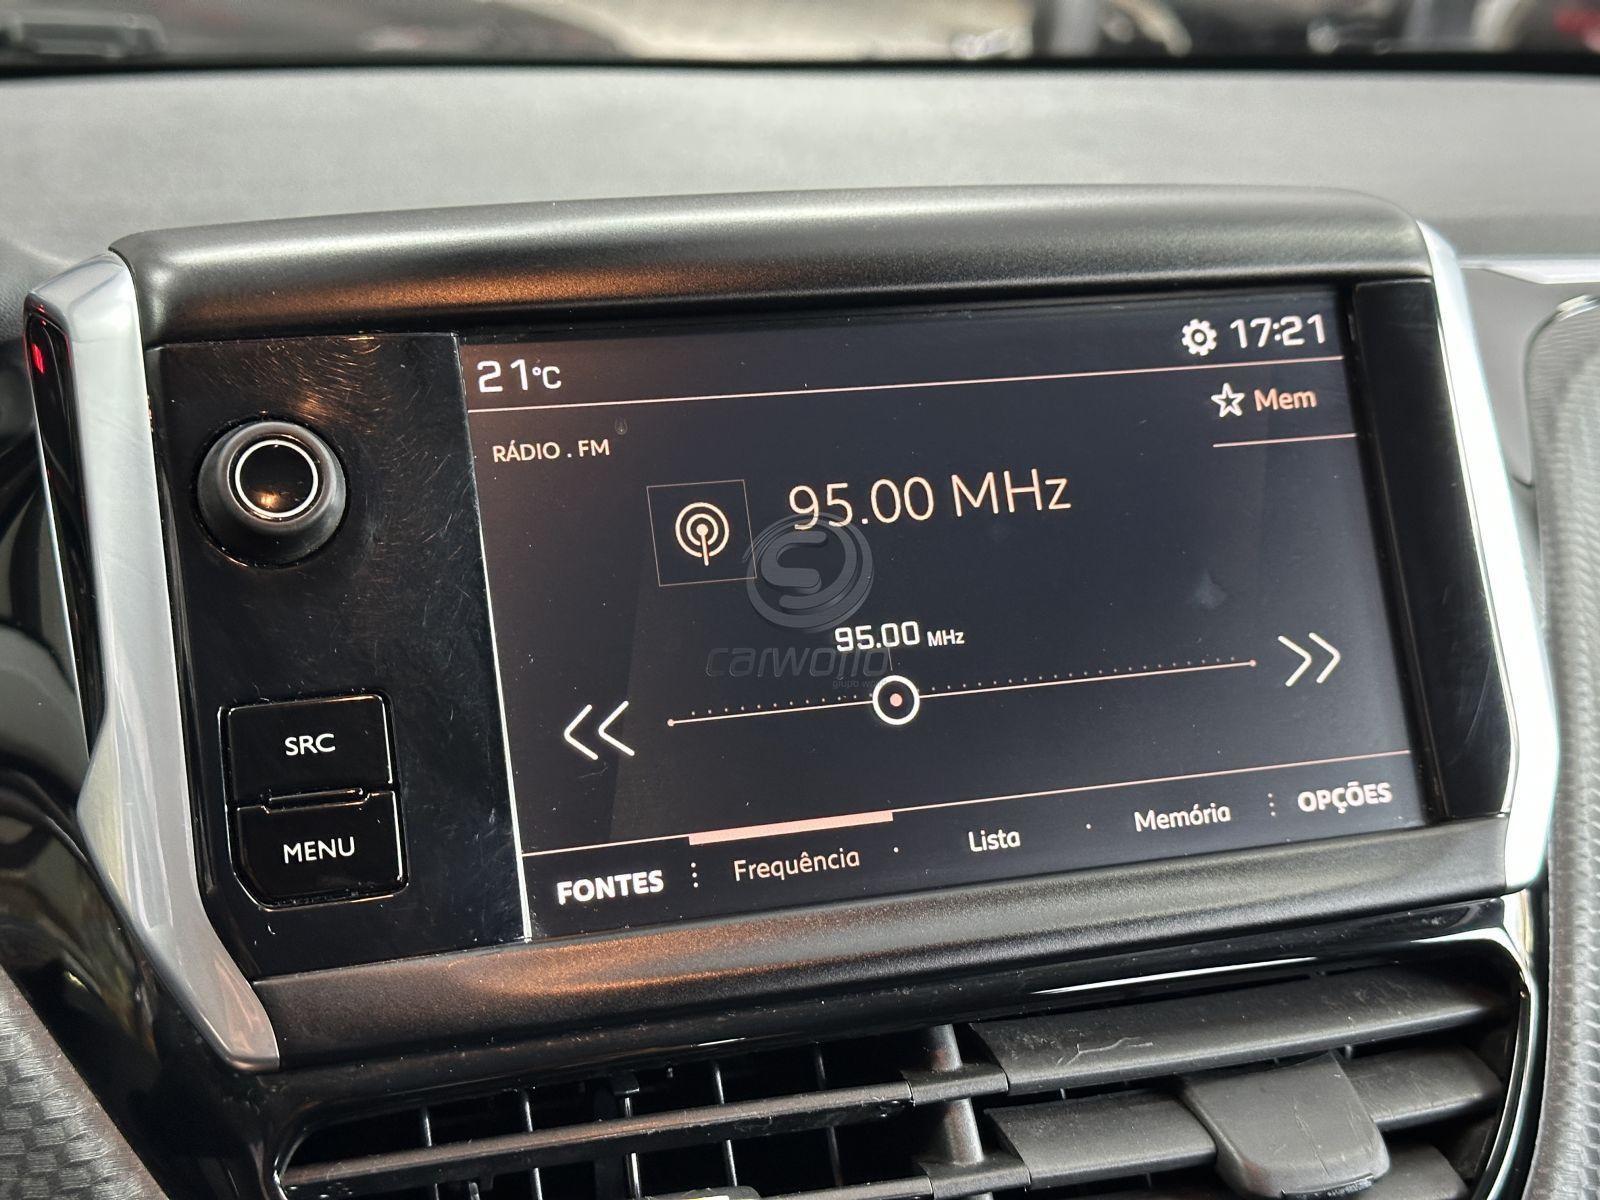 21°C
17:21
Mem
RÁDIO . FM
95.00 MHz
95.00 MHz
carworld
SRC
MENU
FONTES
Frequência
Lista
Memória
OPÇÕES